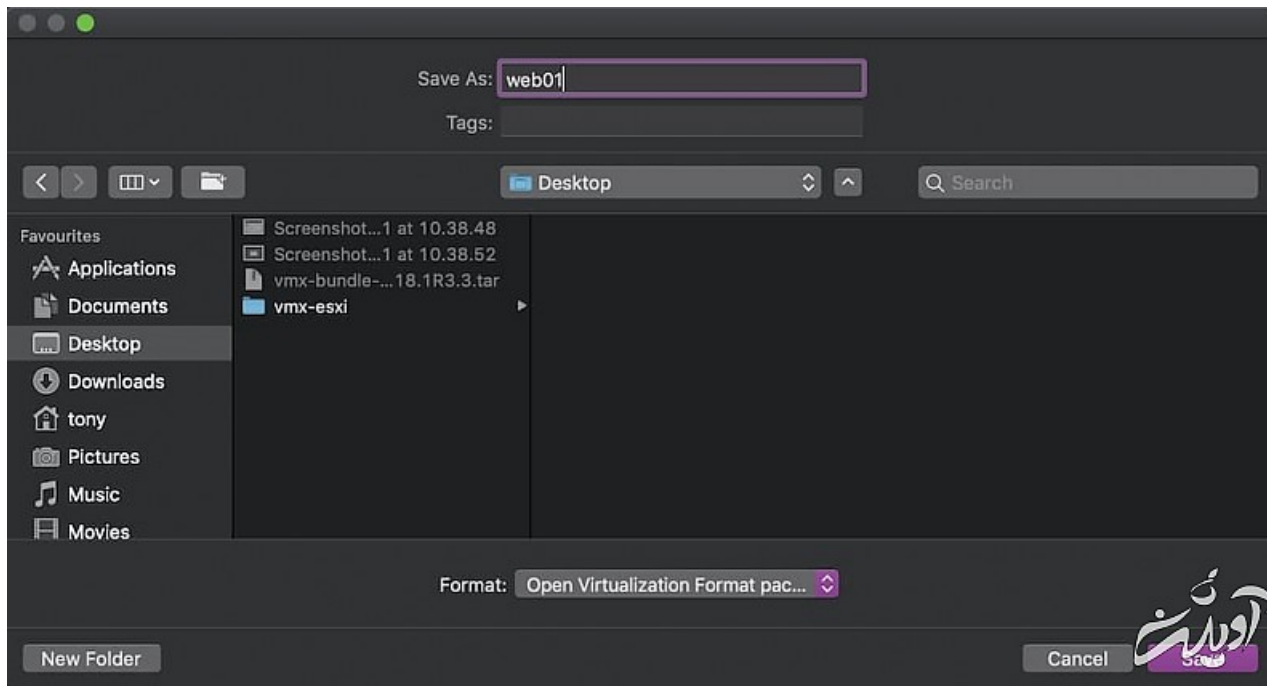 Save As: web01
Tags:
Desktop
Search
Favourites
Applications
Documents
Desktop
Downloads
tony
Pictures
Music
Movies
Screenshot...1 at 10.38.48
Screenshot...1 at 10.38.52
vmx-bundle-...18.1R3.3.tar
vmx-esxi
Format: Open Virtualization Format pac...
New Folder
Cancel
Save